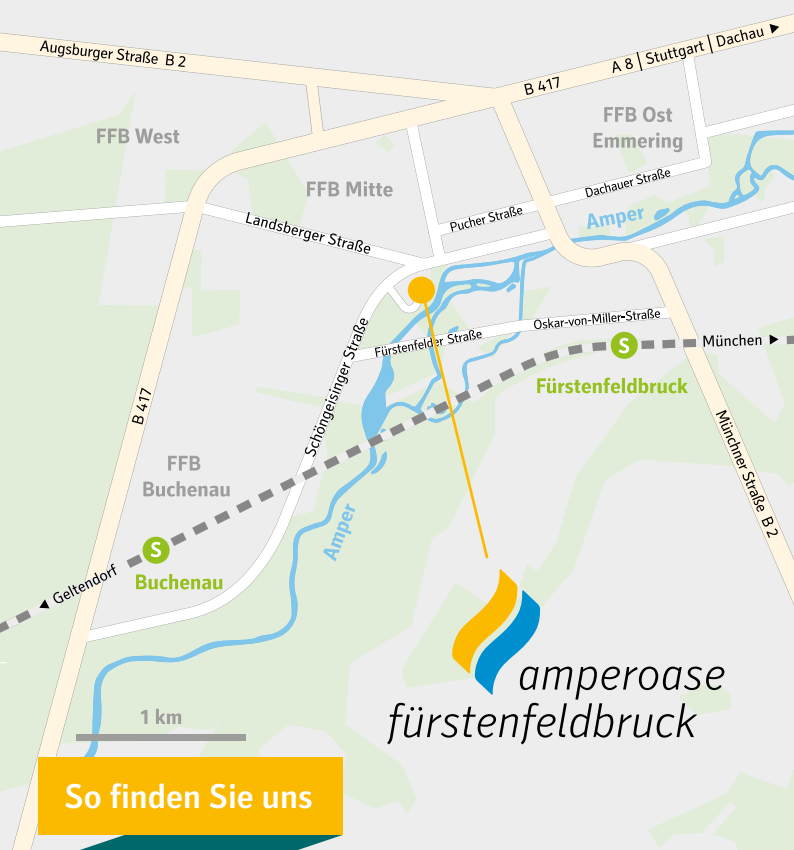 Augsburger Straße B 2
B 417
A 8 | Stuttgart | Dachau
FFB West
FFB Ost
Emmering
FFB Mitte
Dachauer Straße
Pucher Straße
Amper
Landsberger Straße
Oskar-von-Miller-Straße
Fürstenfelder Straße
S
München
Fürstenfeldbruck
Schöngeisinger Straße
B 417
Münchner Straße B 2
FFB
Buchenau
Amper
S
Buchenau
Geltendorf
amperoase
fürstenfeldbruck
1 km
So finden Sie uns